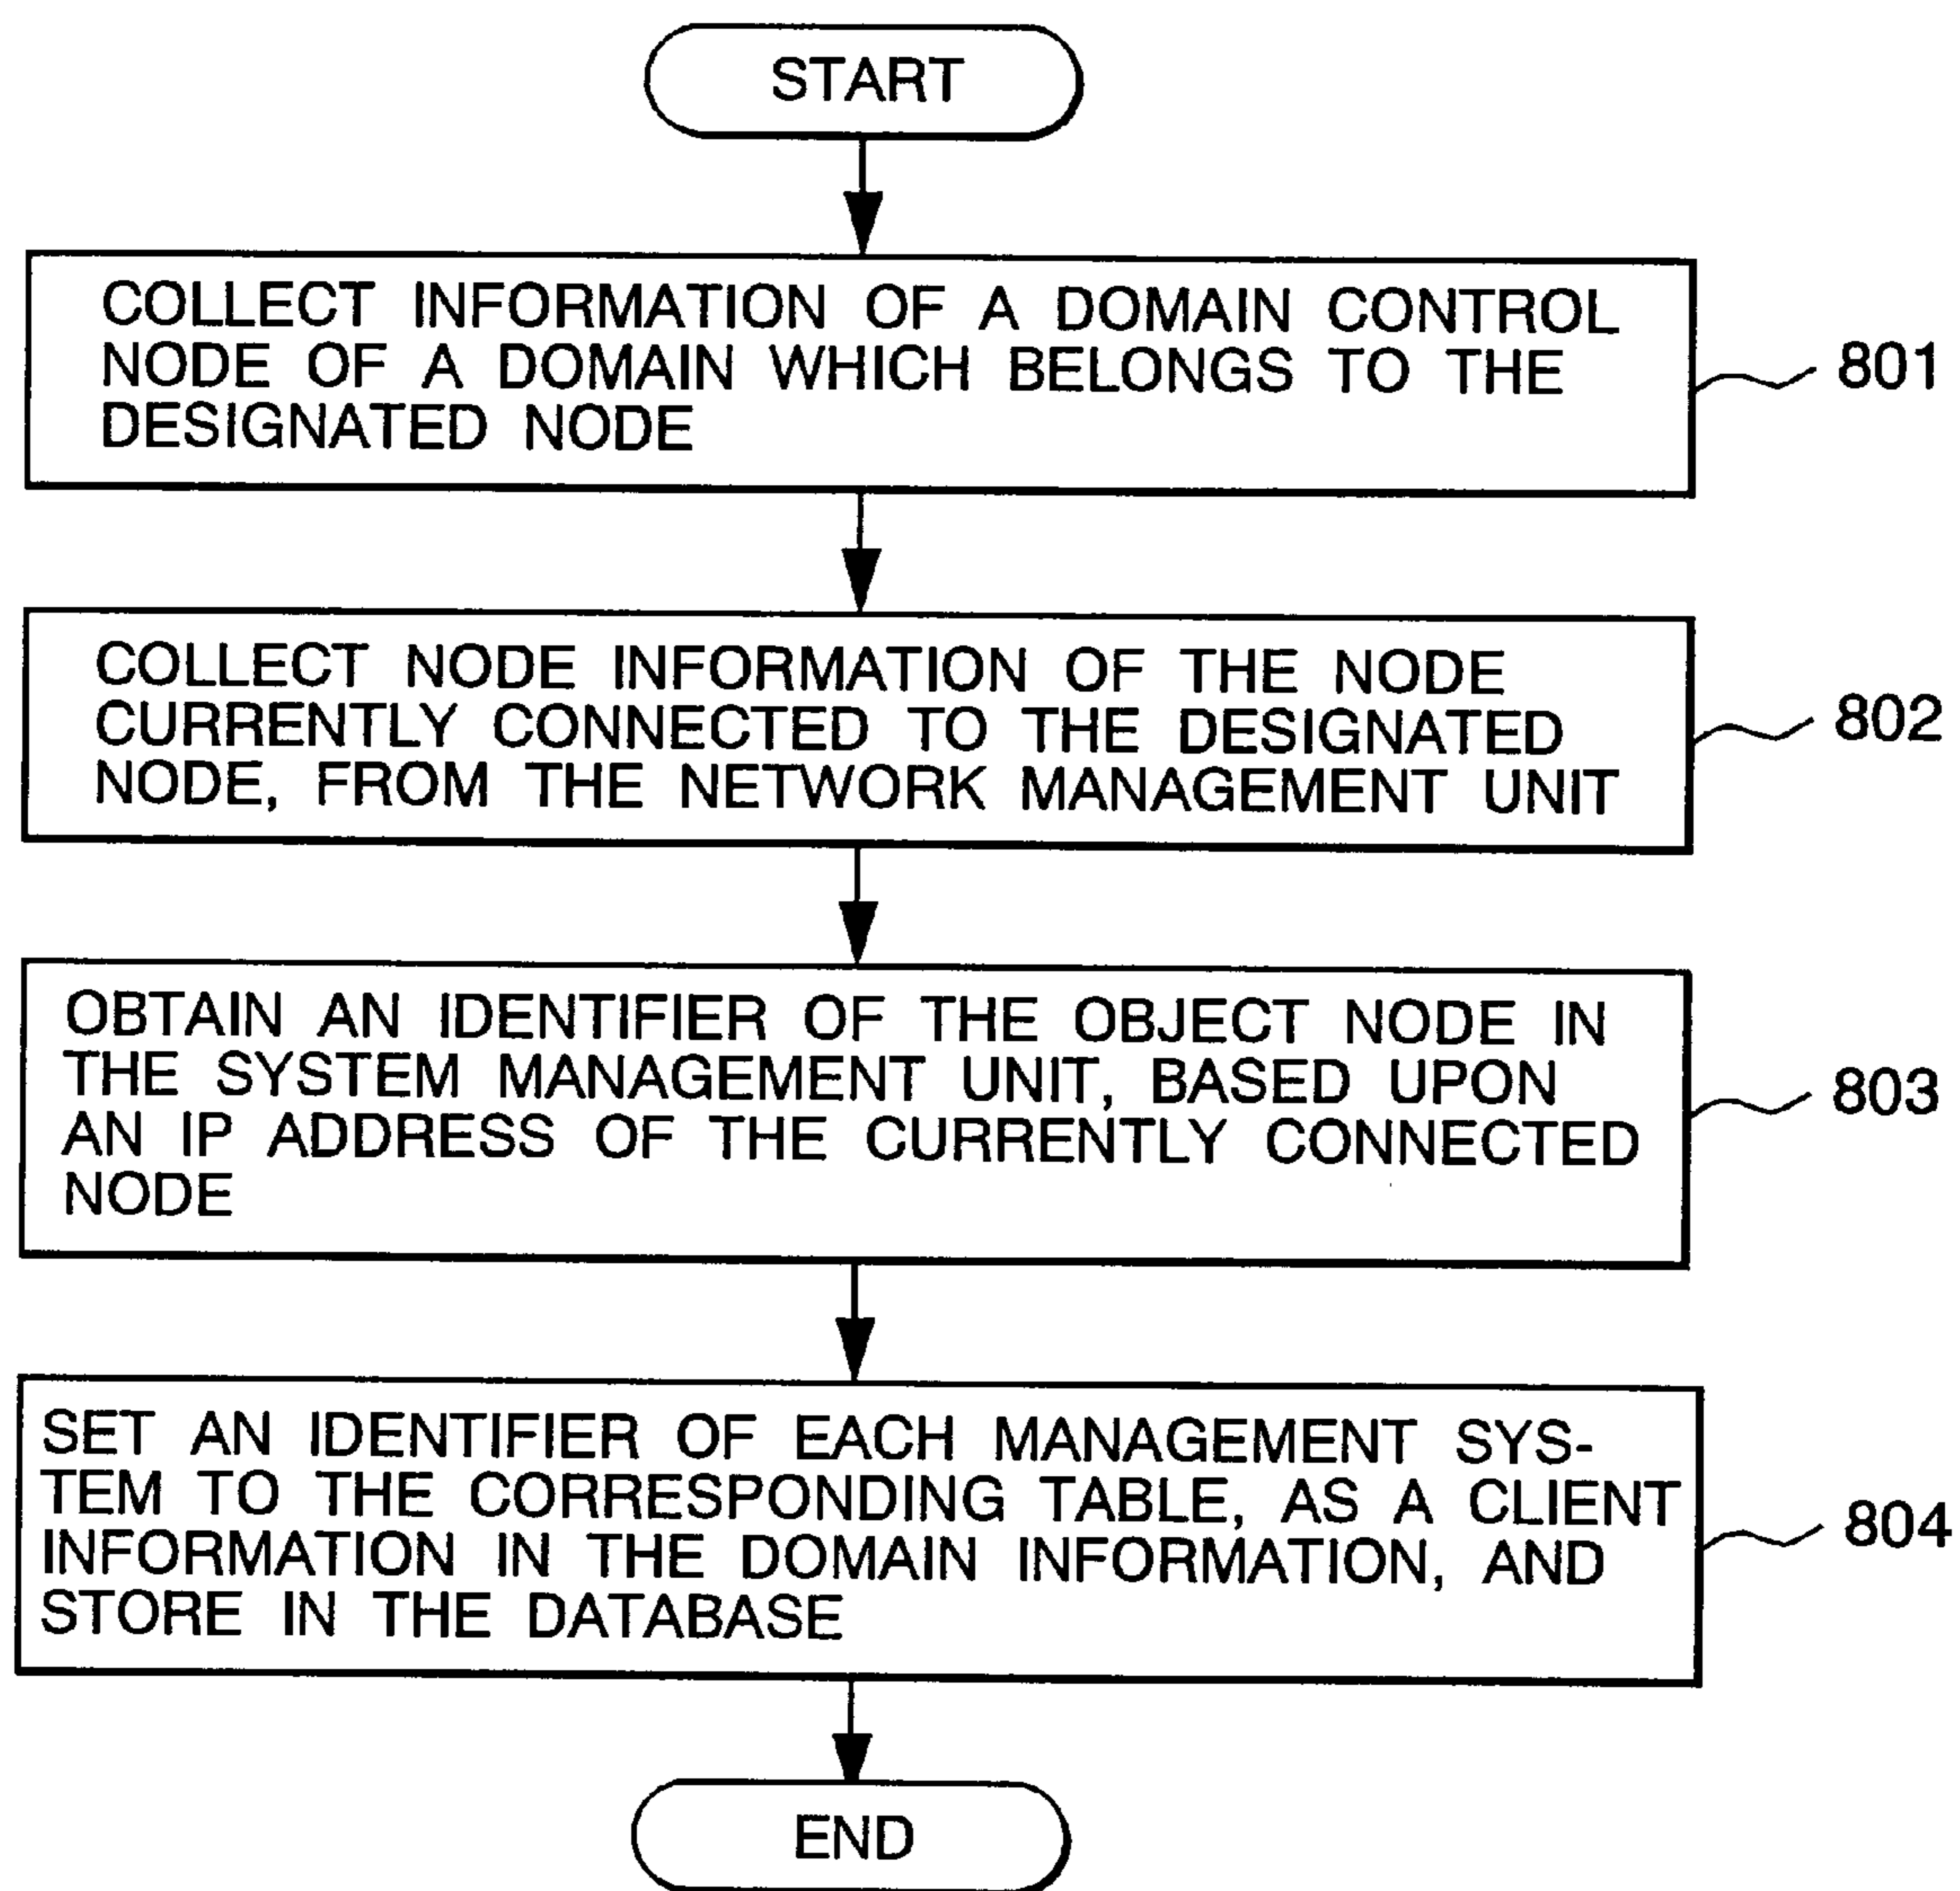 START
COLLECT INFORMATION OF A DOMAIN CONTROL
NODE OF A DOMAIN WHICH BELONGS TO THE
DESIGNATED NODE
801
COLLECT NODE INFORMATION OF THE NODE
CURRENTLY CONNECTED TO THE DESIGNATED
NODE, FROM THE NETWORK MANAGEMENT UNIT
802
OBTAIN AN IDENTIFIER OF THE OBJECT NODE IN
THE SYSTEM MANAGEMENT UNIT, BASED UPON
AN IP ADDRESS OF THE CURRENTLY CONNECTED
NODE
803
SET AN IDENTIFIER OF EACH MANAGEMENT SYS-
TEM TO THE CORRESPONDING TABLE, AS A CLIENT
INFORMATION IN THE DOMAIN INFORMATION, AND
STORE IN THE DATABASE
804
END